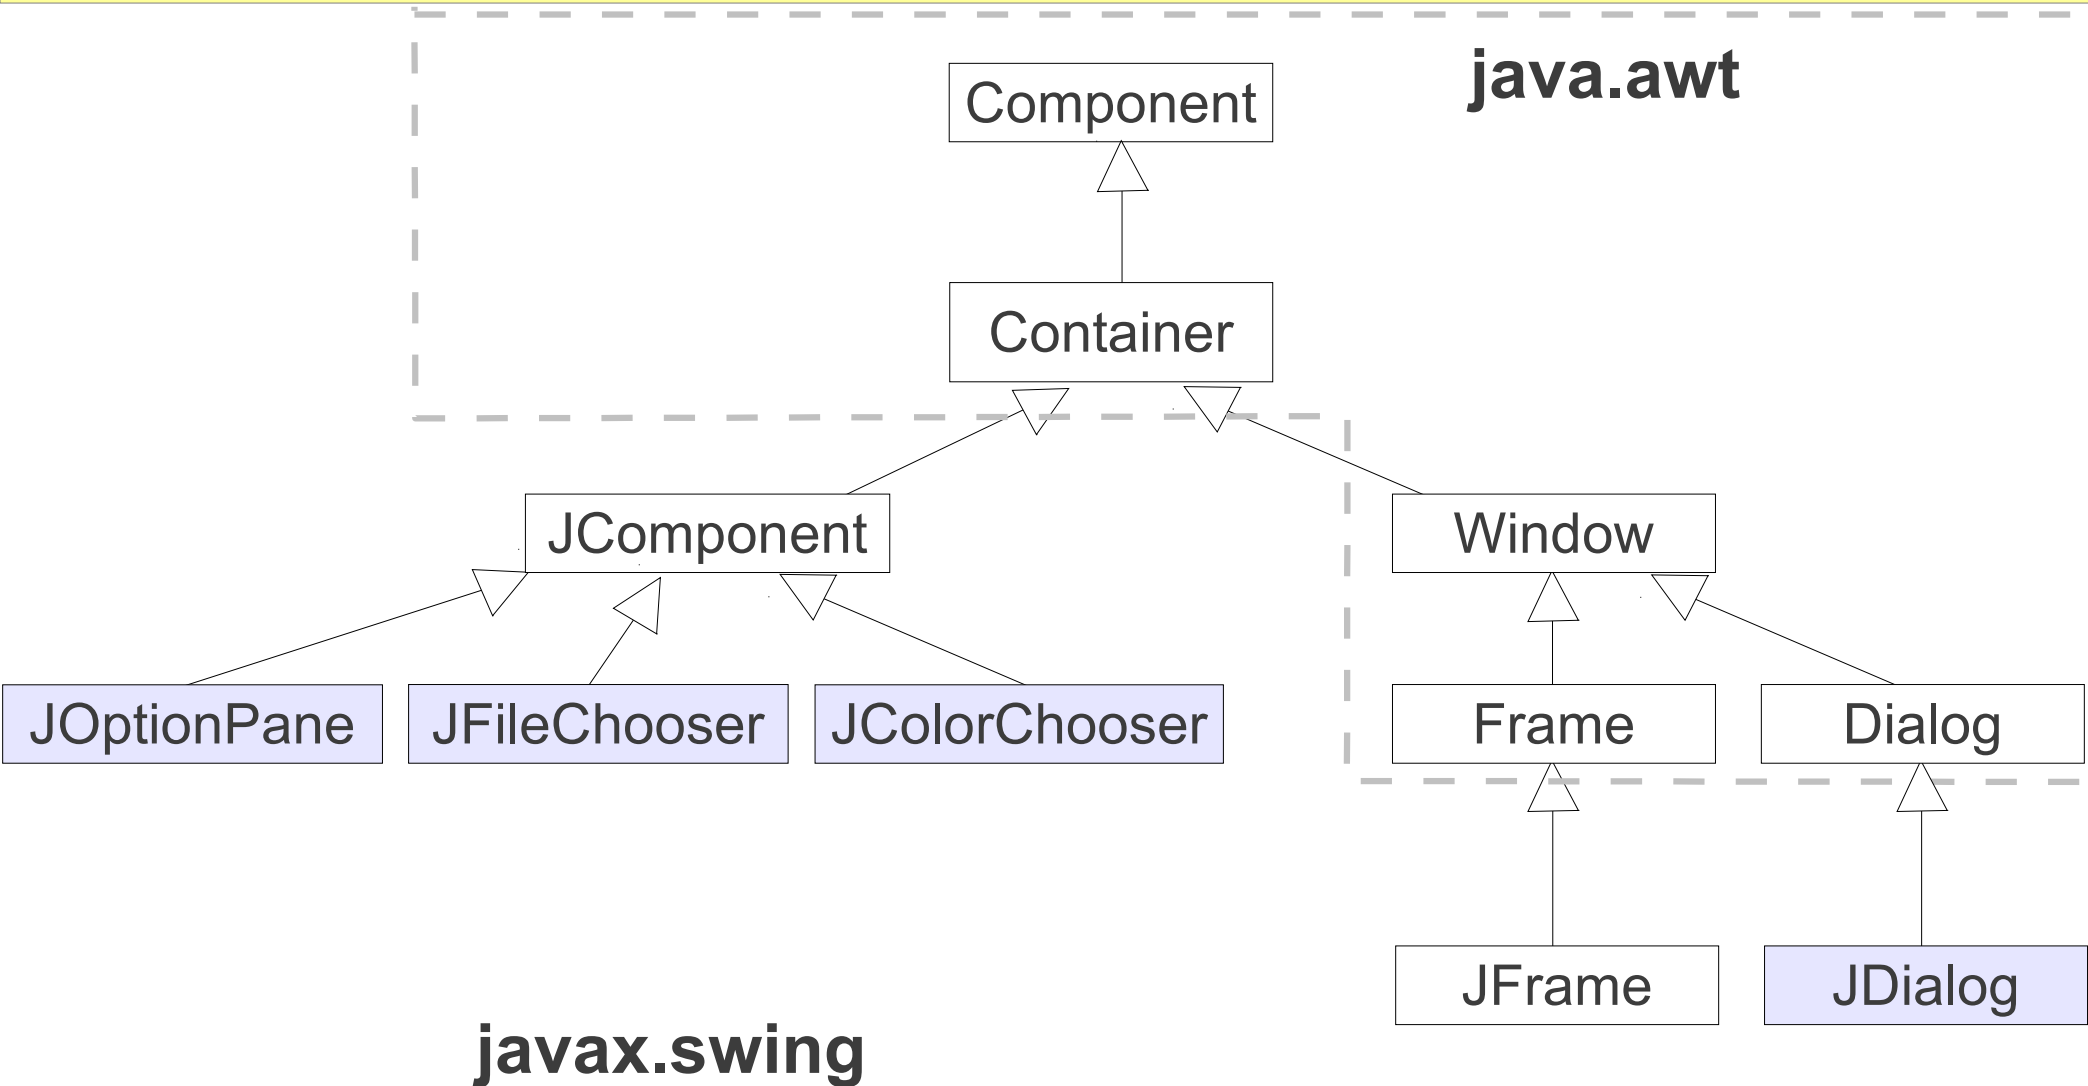 java.awt
Component
Container
JComponent
Window
JOptionPane
JFileChooser
JColorChooser
Frame
Dialog
JFrame
JDialog
javax.swing